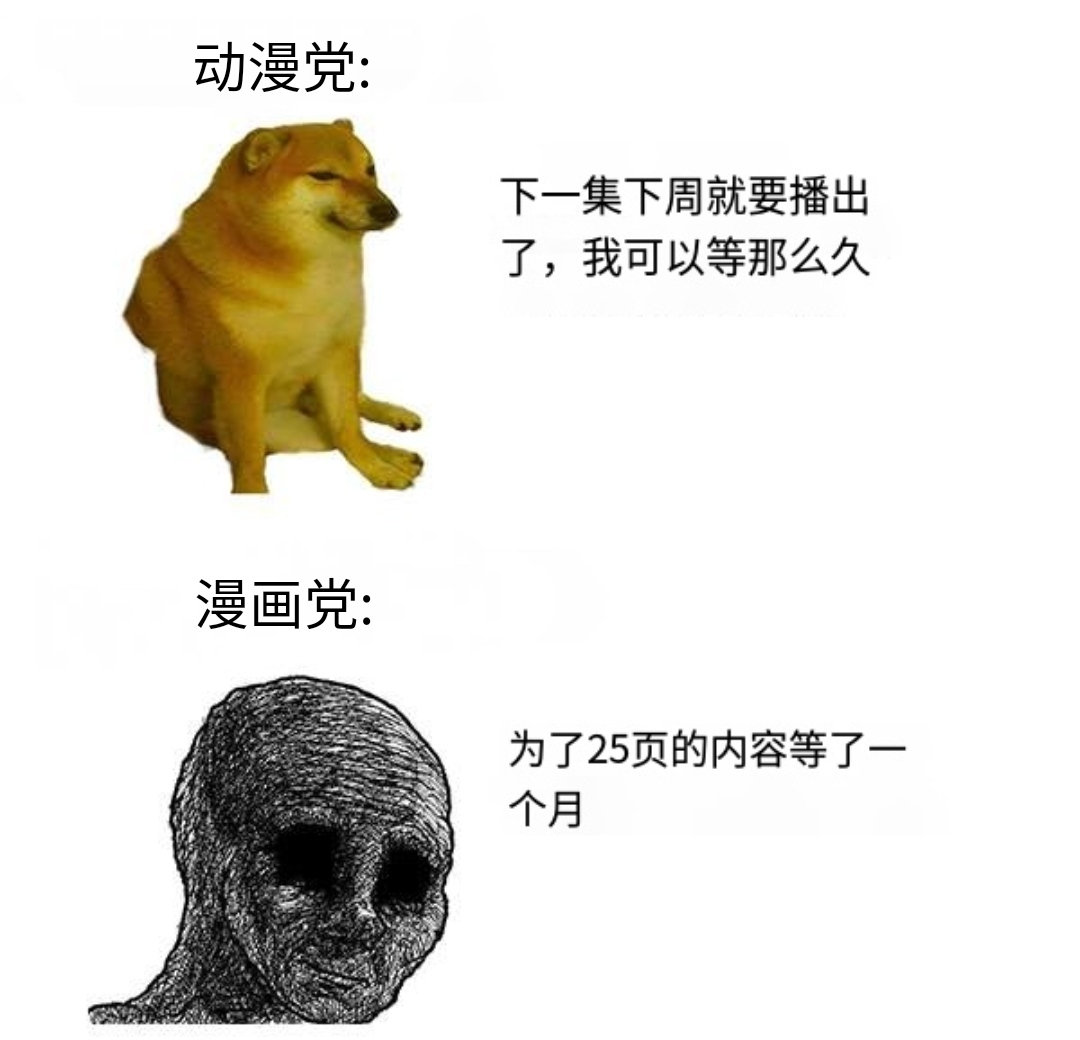 动漫党:
下一集下周就要播出
了，我可以等那么久
漫画党:
为了25页的内容等了一
个月